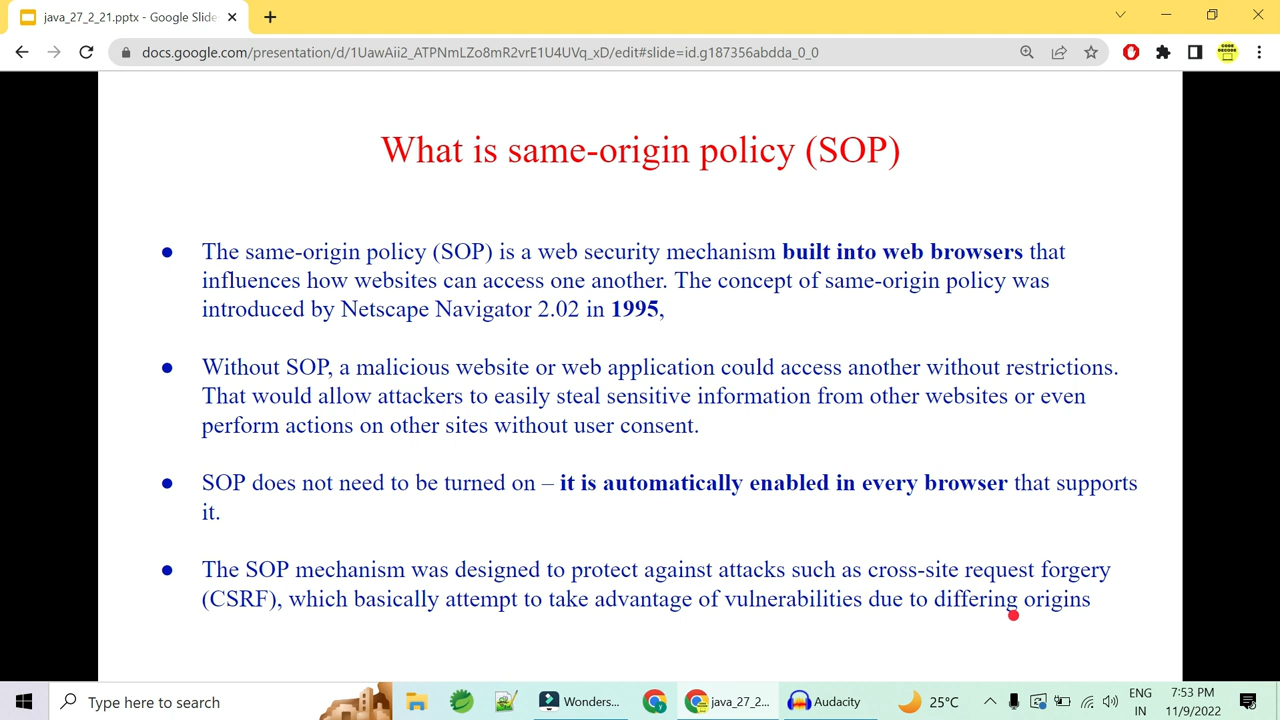 java_27_2_21.pptx - Google Slide
docs.google.com/presentation/d/1UawAii2_ATPNmLZo8mR2vrE1U4UVq_xD/edit#slide=id.g187356abdda_0_0
What is same-origin policy (SOP)
● The same-origin policy (SOP) is a web security mechanism built into web browsers that
influences how websites can access one another. The concept of same-origin policy was
introduced by Netscape Navigator 2.02 in 1995,
● Without SOP, a malicious website or web application could access another without restrictions.
That would allow attackers to easily steal sensitive information from other websites or even
perform actions on other sites without user consent.
● SOP does not need to be turned on – it is automatically enabled in every browser that supports
it.
● The SOP mechanism was designed to protect against attacks such as cross-site request forgery
(CSRF), which basically attempt to take advantage of vulnerabilities due to differing origins
Type here to search
Wonders...
java_27_2...
Audacity
25°C
ENG
IN
7:53 PM
11/9/2022